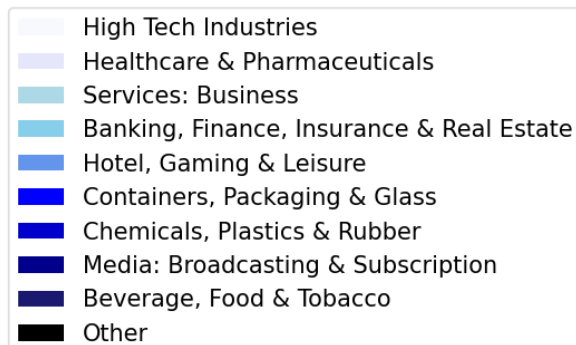 High Tech Industries
Healthcare & Pharmaceuticals
Services: Business
Banking, Finance, Insurance & Real Estate
Hotel, Gaming & Leisure
Containers, Packaging & Glass
Chemicals, Plastics & Rubber
Media: Broadcasting & Subscription
Beverage, Food & Tobacco
Other